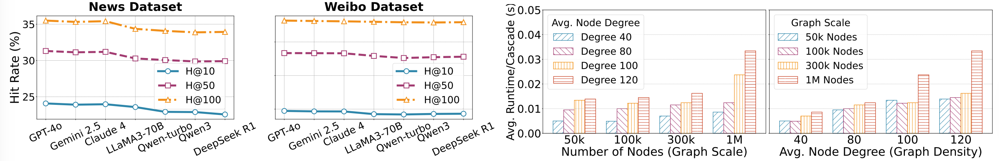 News Dataset
Hit Rate (%)
35
30
25
H@10
H@50
H@100
GPT-4o
Gemini 2.5
Claude 4
LLaMA3-70B
Qwen-turbo
Qwen3
DeepSeek R1
Weibo Dataset
H@10
H@50
H@100
GPT-4o
Gemini 2.5
Claude 4
LLaMA3-70B
Qwen-turbo
Qwen3
DeepSeek R1
Avg. Runtime/Cascade (s)
0.05
0.04
0.03
0.02
0.01
0.00
Avg. Node Degree
Degree 40
Degree 80
Degree 100
Degree 120
50k
100k
300k
1M
Number of Nodes (Graph Scale)
Graph Scale
50k Nodes
100k Nodes
300k Nodes
1M Nodes
40
80
100
120
Avg. Node Degree (Graph Density)